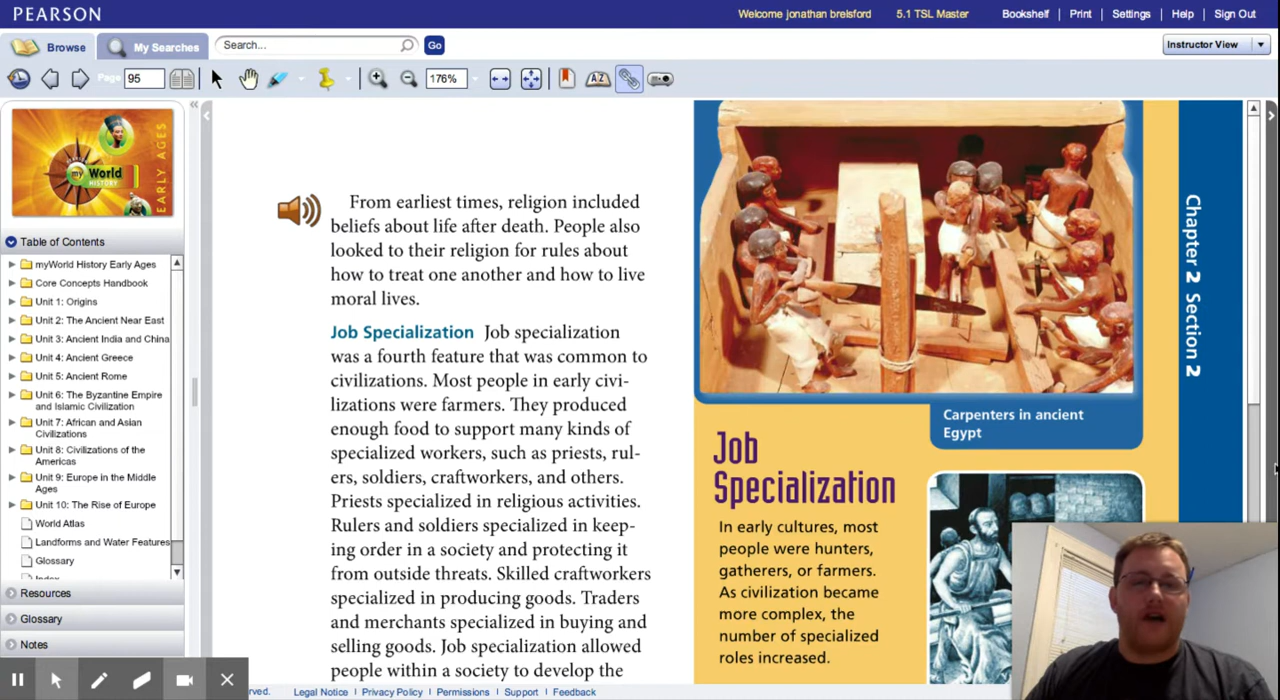 PEARSON
Welcome jonathan brelsford
5.1 TSL Master
Bookshelf
Print
Settings
Help
Sign Out
Browse
My Searches
Search...
Go
Instructor View
Page
95
176%
my World
HISTORY
EARLY AGES
Table of Contents
myWorld History Early Ages
Core Concepts Handbook
Unit 1: Origins
Unit 2: The Ancient Near East
Unit 3: Ancient India and China
Unit 4: Ancient Greece
Unit 5: Ancient Rome
Unit 6: The Byzantine Empire
and Islamic Civilization
Unit 7: African and Asian
Civilizations
Unit 8: Civilizations of the
Americas
Unit 9: Europe in the Middle
Ages
Unit 10: The Rise of Europe
World Atlas
Landforms and Water Features
Glossary
Resources
Glossary
Notes
From earliest times, religion included
beliefs about life after death. People also
looked to their religion for rules about
how to treat one another and how to live
moral lives.
Job Specialization Job specialization
was a fourth feature that was common to
civilizations. Most people in early civi-
lizations were farmers. They produced
enough food to support many kinds of
specialized workers, such as priests, rul-
ers, soldiers, craftworkers, and others.
Priests specialized in religious activities.
Rulers and soldiers specialized in keep-
ing order in a society and protecting it
from outside threats. Skilled craftworkers
specialized in producing goods. Traders
and merchants specialized in buying and
selling goods. Job specialization allowed
people within a society to develop the
Carpenters in ancient
Egypt
Job
Specialization
In early cultures, most
people were hunters,
gatherers, or farmers.
As civilization became
more complex, the
number of specialized
roles increased.
Chapter 2 Section 2
rved.
Legal Notice | Privacy Policy | Permissions | Support | Feedback